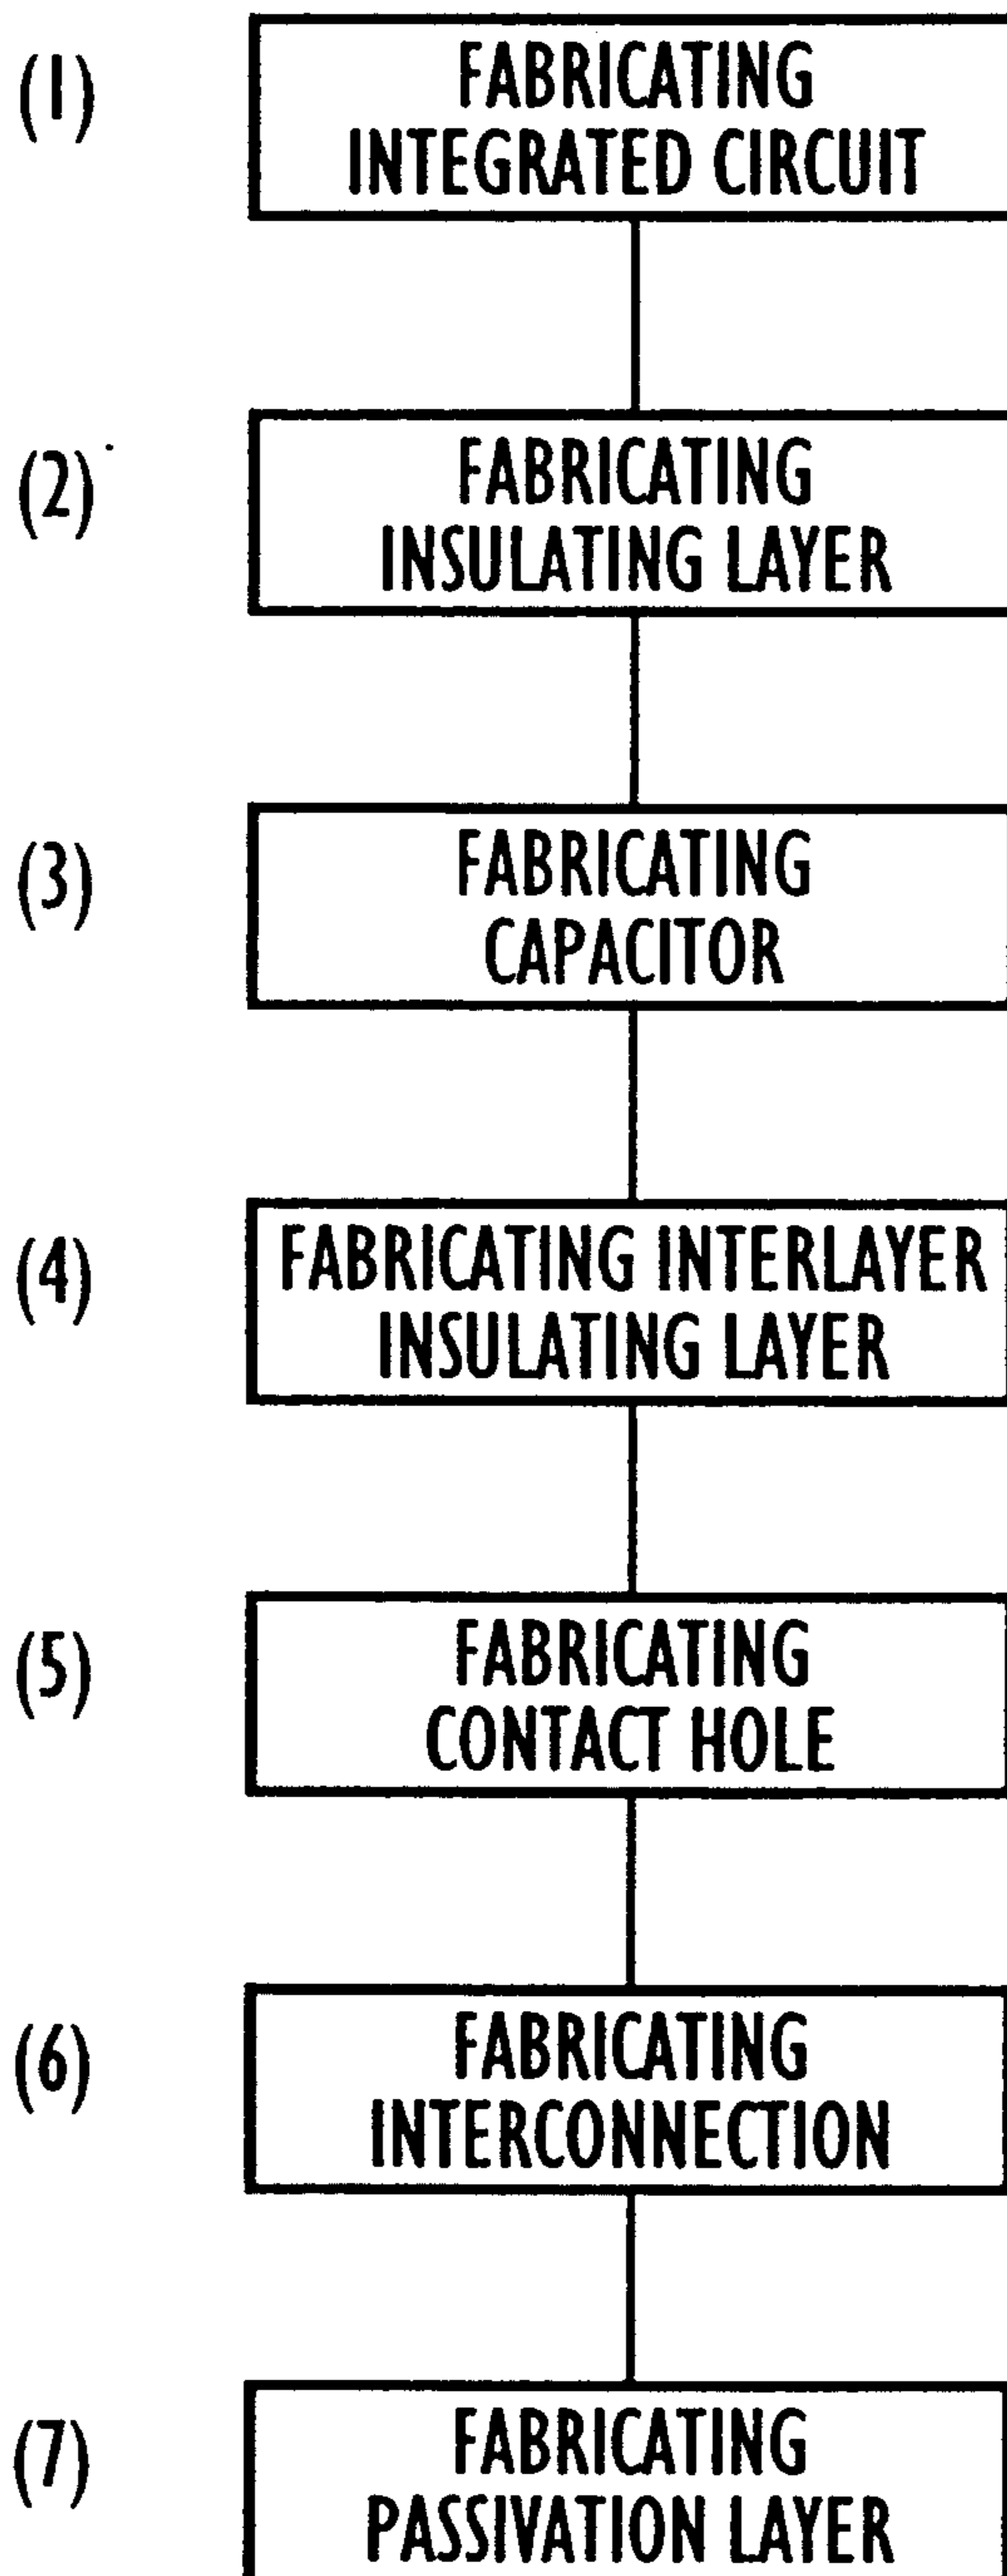 (1)
FABRICATING
INTEGRATED CIRCUIT
(2)
FABRICATING
INSULATING LAYER
(3)
FABRICATING
CAPACITOR
(4)
FABRICATING INTERLAYER
INSULATING LAYER
(5)
FABRICATING
CONTACT HOLE
(6)
FABRICATING
INTERCONNECTION
(7)
FABRICATING
PASSIVATION LAYER